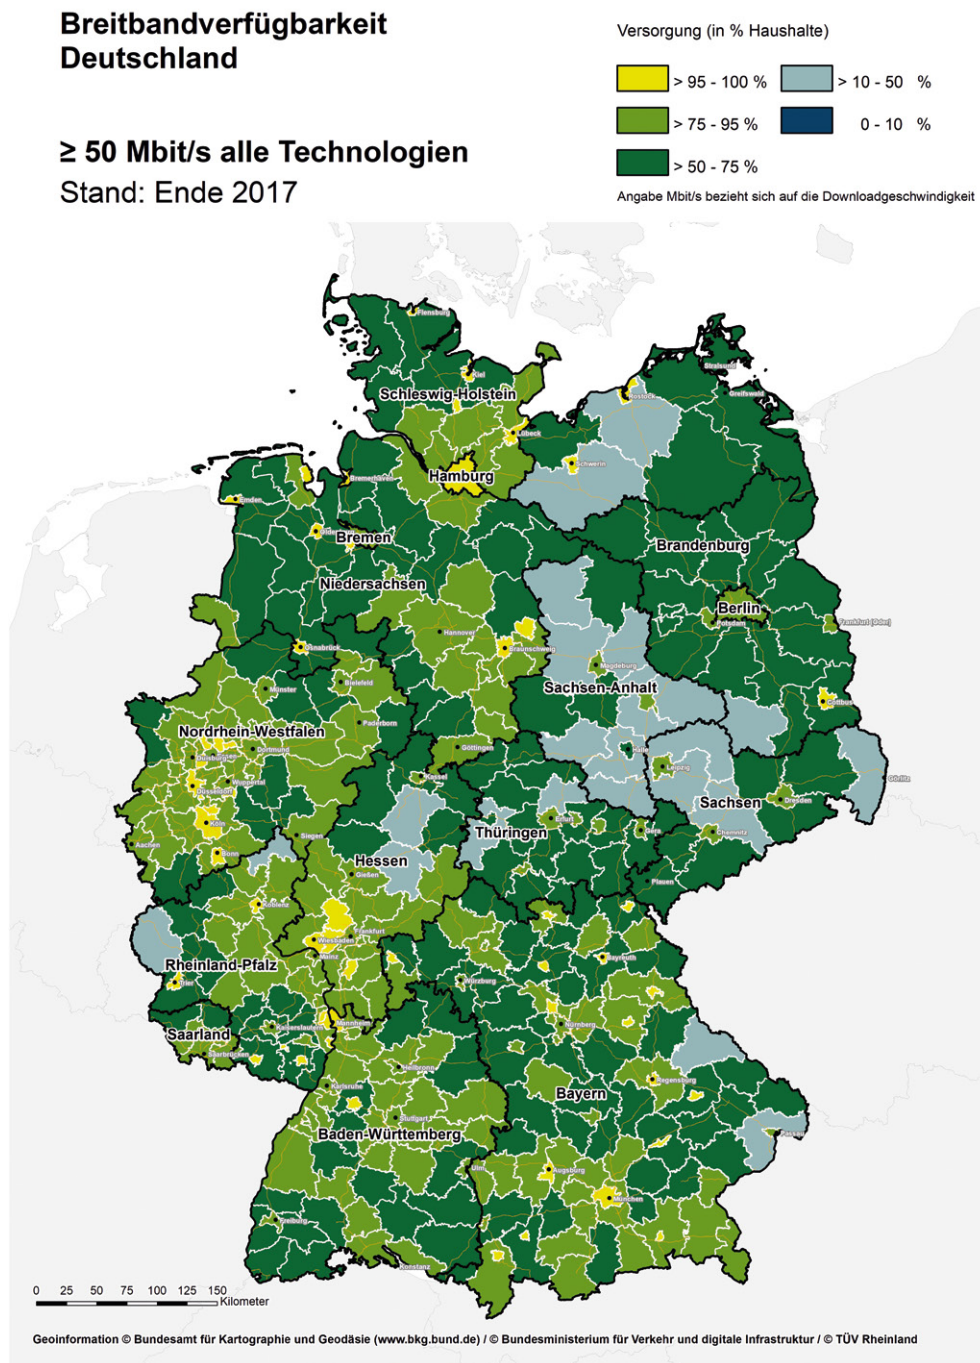 Breitbandverfügbarkeit
Deutschland
≥ 50 Mbit/s alle Technologien
Stand: Ende 2017
Versorgung (in % Haushalte)
> 95 - 100 %
> 10 - 50 %
> 75 - 95 %
0 - 10 %
> 50 - 75 %
Angabe Mbit/s bezieht sich auf die Downloadgeschwindigkeit
Flensburg
Stralsund
Kiel
Schleswig-Holstein
Greifswald
Rostock
Lübeck
Schwerin
Hamburg
Bremerhaven
Emden
Bremen
Brandenburg
Niedersachsen
Berlin
Potsdam
Frankfurt (Oder)
Hannover
Osnabrück
Braunschweig
Magdeburg
Bielefeld
Sachsen-Anhalt
Münster
Cottbus
Paderborn
Nordrhein-Westfalen
Göttingen
Dortmund
Essen
Duisburg
Halle
Leipzig
Kassel
Görlitz
Wuppertal
Düsseldorf
Sachsen
Dresden
Köln
Erfurt
Thüringen
Gera
Chemnitz
Siegen
Aachen
Bonn
Hessen
Gießen
Plauen
Koblenz
Frankfurt
Wiesbaden
Mainz
Bayreuth
Rheinland-Pfalz
Trier
Würzburg
Mannheim
Nürnberg
Kaiserslautern
Saarland
Saarbrücken
Heilbronn
Regensburg
Karlsruhe
Bayern
Stuttgart
Baden-Württemberg
Passau
Ulm
Augsburg
München
Freiburg
Konstanz
0 25 50 75 100 125 150
Kilometer
Geoinformation © Bundesamt für Kartographie und Geodäsie (www.bkg.bund.de) / © Bundesministerium für Verkehr und digitale Infrastruktur / © TÜV Rheinland